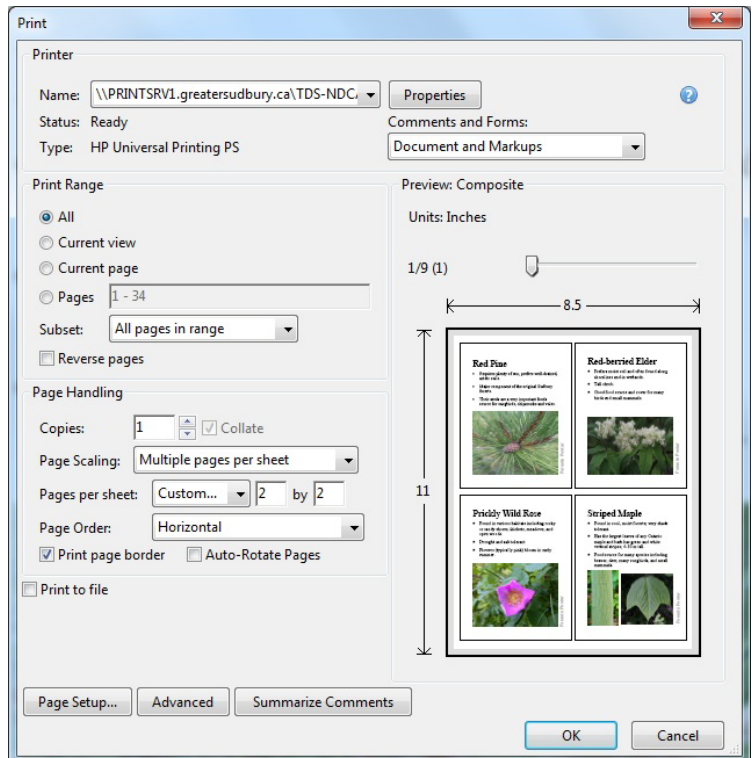 Print
Printer
Name: \\PRINTSRV1.greatersudbury.ca\TDS-NDC
Properties
Status: Ready
Comments and Forms:
Type: HP Universal Printing PS
Document and Markups
Print Range
All
Current view
Current page
Pages 1 - 34
Subset: All pages in range
Reverse pages
Page Handling
Copies: 1 Collate
Page Scaling: Multiple pages per sheet
Pages per sheet: Custom... 2 by 2
Page Order: Horizontal
Print page border Auto-Rotate Pages
Print to file
Preview: Composite
Units: Inches
1/9 (1)
8.5
11
Red Pine
Red-berried Elder
Prickly Wild Rose
Striped Maple
Page Setup... Advanced Summarize Comments
OK Cancel